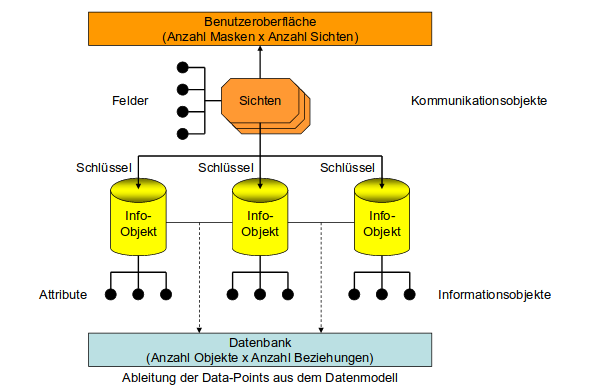 Benutzeroberfläche
(Anzahl Masken x Anzahl Sichten)
Felder
Sichten
Kommunikationsobjekte
Schlüssel
Schlüssel
Schlüssel
Info-
Objekt
Info-
Objekt
Info-
Objekt
Attribute
Informationsobjekte
Datenbank
(Anzahl Objekte x Anzahl Beziehungen)
Ableitung der Data-Points aus dem Datenmodell